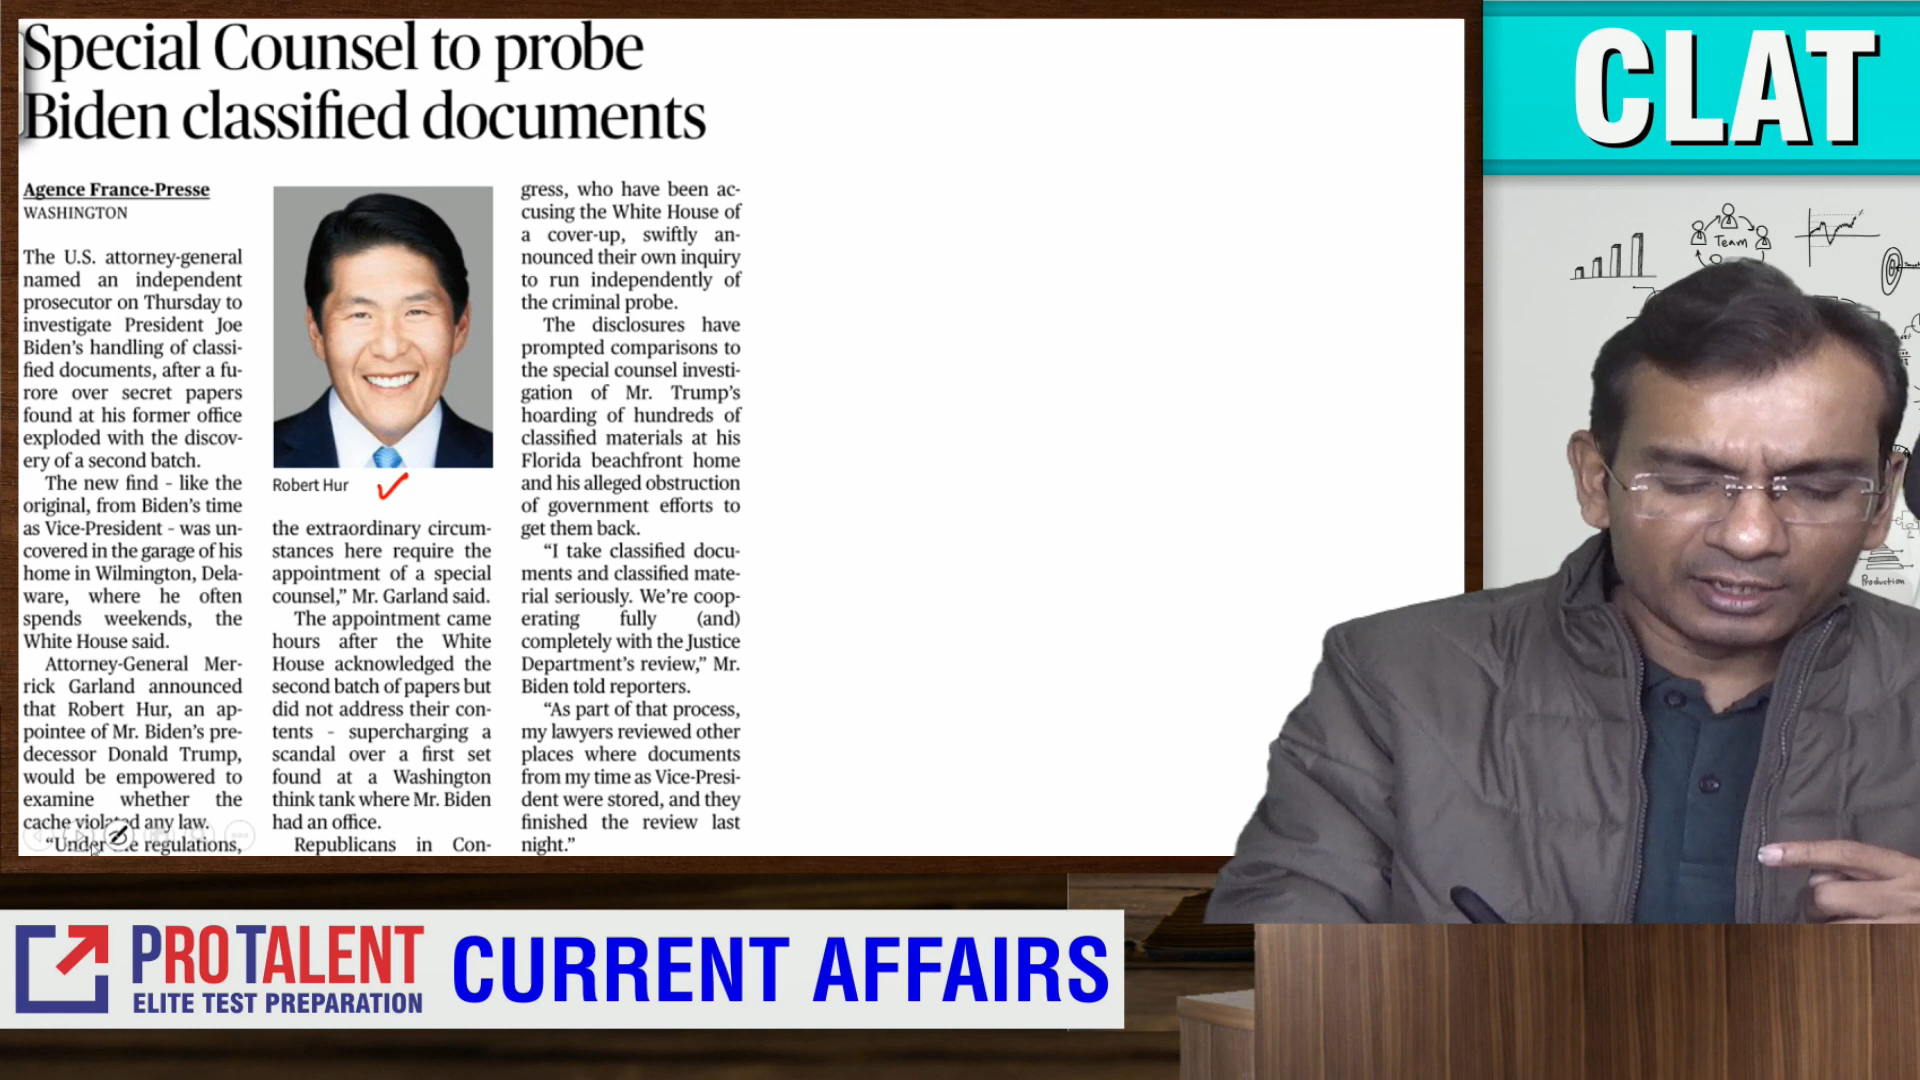 Special Counsel to probe
Biden classified documents
Agence France-Presse
WASHINGTON
The U.S. attorney-general
named an independent
prosecutor on Thursday to
investigate President Joe
Biden's handling of classi-
fied documents, after a fu-
rore over secret papers
found at his former office
exploded with the discov-
ery of a second batch.
The new find - like the
original, from Biden's time
as Vice-President - was un-
covered in the garage of his
home in Wilmington, Dela-
ware, where he often
spends weekends, the
White House said.
Attorney-General Mer-
rick Garland announced
that Robert Hur, an ap-
pointee of Mr. Biden's pre-
decessor Donald Trump,
would be empowered to
examine whether the
cache violated any law.
"Under the regulations,
Robert Hur
the extraordinary circum-
stances here require the
appointment of a special
counsel," Mr. Garland said.
The appointment came
hours after the White
House acknowledged the
second batch of papers but
did not address their con-
tents - supercharging a
scandal over a first set
found at a Washington
think tank where Mr. Biden
had an office.
Republicans in Con-
gress, who have been ac-
cusing the White House of
a cover-up, swiftly an-
nounced their own inquiry
to run independently of
the criminal probe.
The disclosures have
prompted comparisons to
the special counsel investi-
gation of Mr. Trump's
hoarding of hundreds of
classified materials at his
Florida beachfront home
and his alleged obstruction
of government efforts to
get them back.
"I take classified docu-
ments and classified mate-
rial seriously. We're coop-
erating fully (and)
completely with the Justice
Department's review," Mr.
Biden told reporters.
"As part of that process,
my lawyers reviewed other
places where documents
from my time as Vice-Presi-
dent were stored, and they
finished the review last
night."
CLAT
Team
Production
PROTALENT
ELITE TEST PREPARATION
CURRENT AFFAIRS